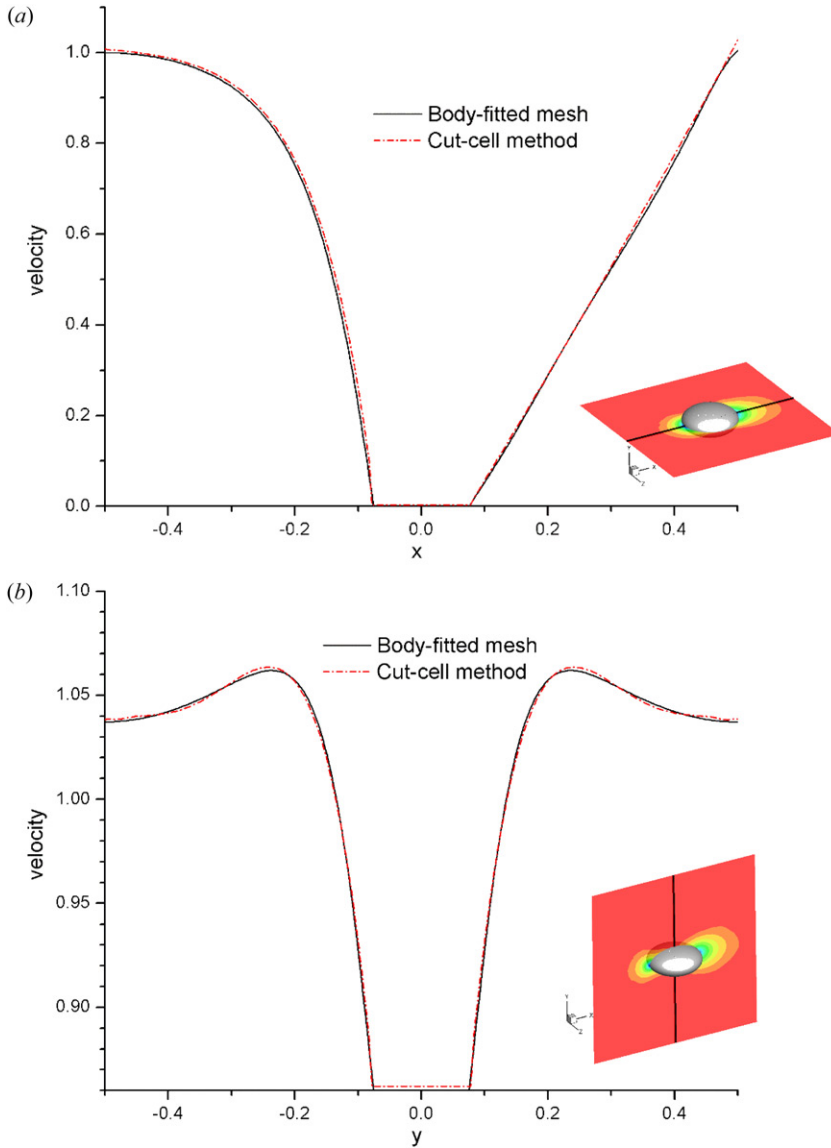 (a)
1.0
0.8
0.6
0.4
0.2
0.0
velocity
Body-fitted mesh
Cut-cell method
-0.4 -0.2 0.0 0.2 0.4
x
Y
X
Z
(b)
1.10
1.05
1.00
0.95
0.90
velocity
Body-fitted mesh
Cut-cell method
-0.4 -0.2 0.0 0.2 0.4
y
Y
X
Z